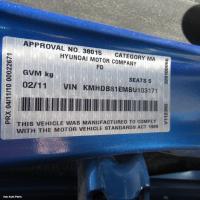 APPROVAL NO. 38015 CATEGORY MA
HYUNDAI MOTOR COMPANY
FD
GVM kg SEATS 5
02/11 VIN KMHDB51EMBU303171
THIS VEHICLE WAS MANUFACTURED TO COMPLY
WITH THE MOTOR VEHICLE STANDARDS ACT 1989
PRX 04/11/10 00022671